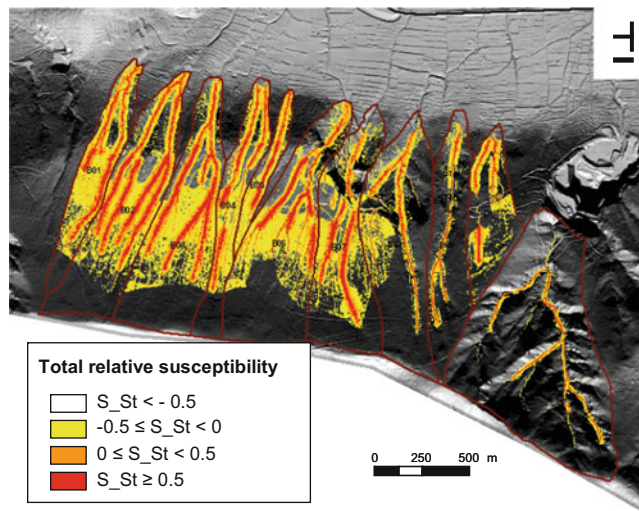 B01
B02
B04
B06
Total relative susceptibility
S_St < - 0.5
-0.5 ≤ S_St < 0
0 ≤ S_St < 0.5
S_St ≥ 0.5
0 250 500 m